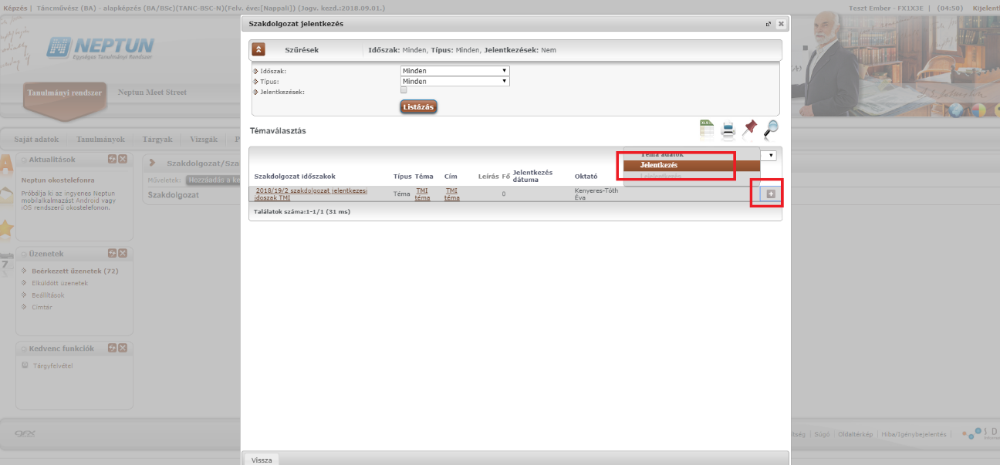 Képzés | Táncművész (BA) - alapképzés (BA/BSc)(TANC-BSC-N)(Felv. éve:[Nappali]) (Jogv. kezd.:2018.09.01.)
Teszt Ember - FX1X3E | (04:50) Kijelent
Szakdolgozat jelentkezés
NEPTUN
Egységes Tanulmányi Rendszer
Szűrések
Időszak: Minden, Típus: Minden, Jelentkezések: Nem
Időszak: Minden
Típus: Minden
Jelentkezések:
Listázás
Tanulmányi rendszer
Neptun Meet Street
Témaválasztás
Saját adatok Tanulmányok Tárgyak Vizsgák P
Aktualitások
Neptun okostelefonra
Próbálja ki az ingyenes Neptun
mobilalkalmazást Android vagy
iOS rendszerű okostelefonon.
Szakdolgozat/Sza
Műveletek: Hozzáadás a ke
Szakdolgozat
Téma adatok
Jelentkezés
Lejelentkezés
Szakdolgozat időszakok Típus Téma Cím Leírás Fő Jelentkezés dátuma Oktató
2018/19/2 szakdolgozat jelentkezési időszak TMI Téma TMI téma TMI téma 0 Kenyeres-Tóth Éva
Találatok száma:1-1/1 (31 ms)
Üzenetek
Beérkezett üzenetek (72)
Elküldött üzenetek
Beállítások
Címtár
7
Kedvenc funkciók
Tárgyfelvétel
Vissza
itség | Súgó | Oldaltérkép | Hiba/Igénybejelentés |
S D